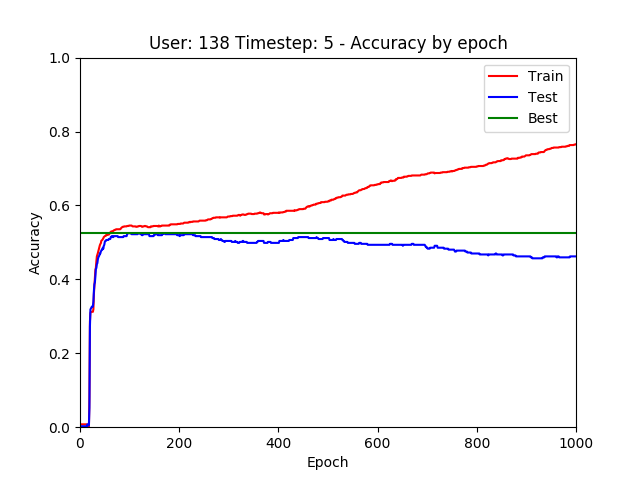 User: 138 Timestep: 5 - Accuracy by epoch
Train
Test
Best
Accuracy
1.0
0.8
0.6
0.4
0.2
0.0
0 200 400 600 800 1000
Epoch